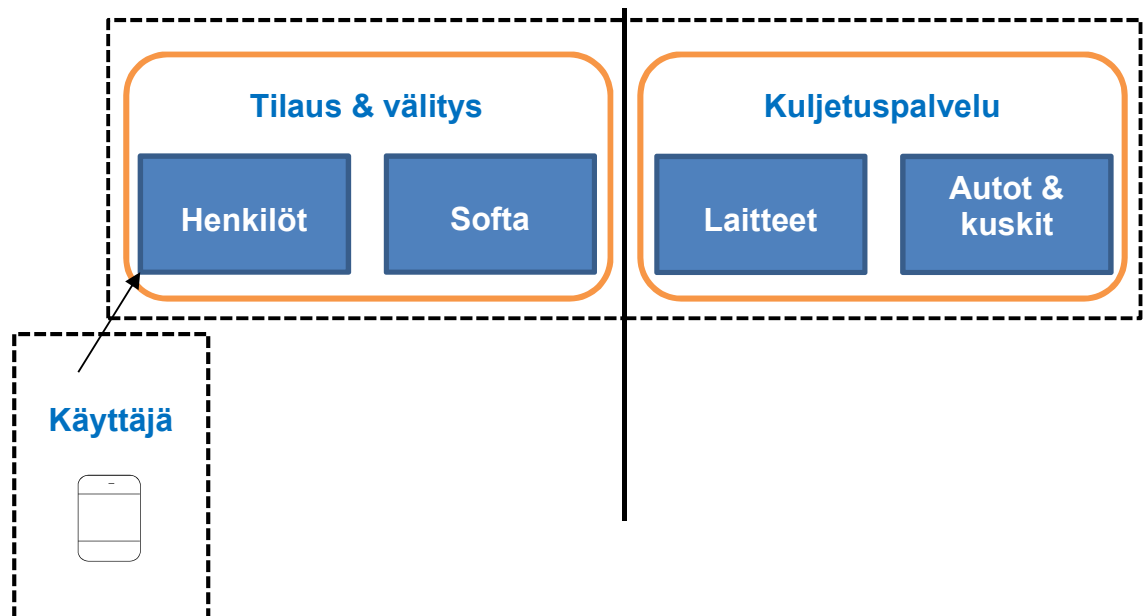 Tilaus & välitys
Kuljetuspalvelu
Henkilöt
Softa
Laitteet
Autot &
kuskit
Käyttäjä